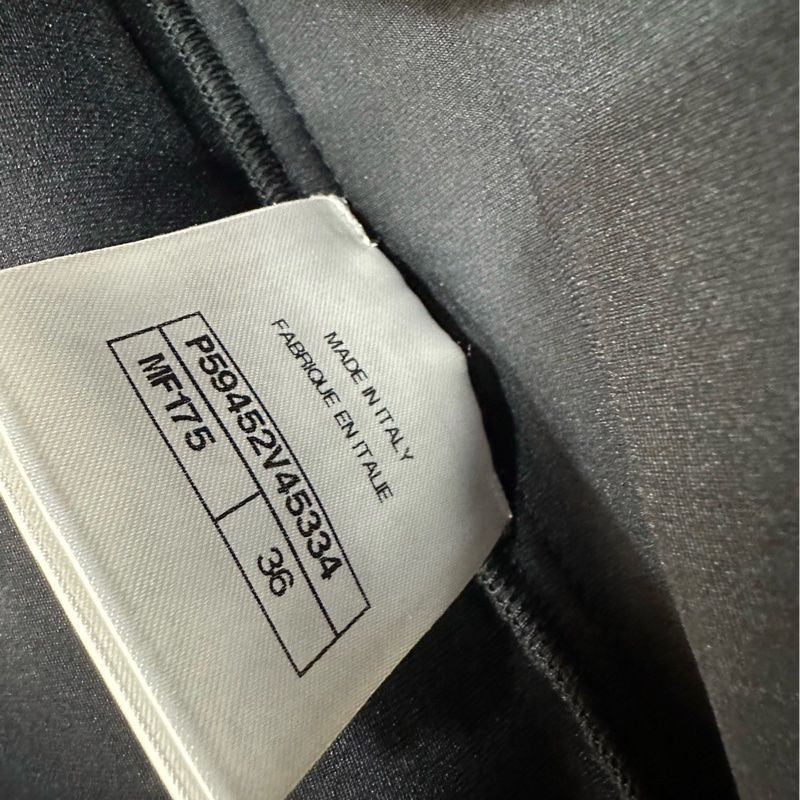 MADE IN ITALY
FABRIQUE EN ITALIE
P59452V45334
MF175 36